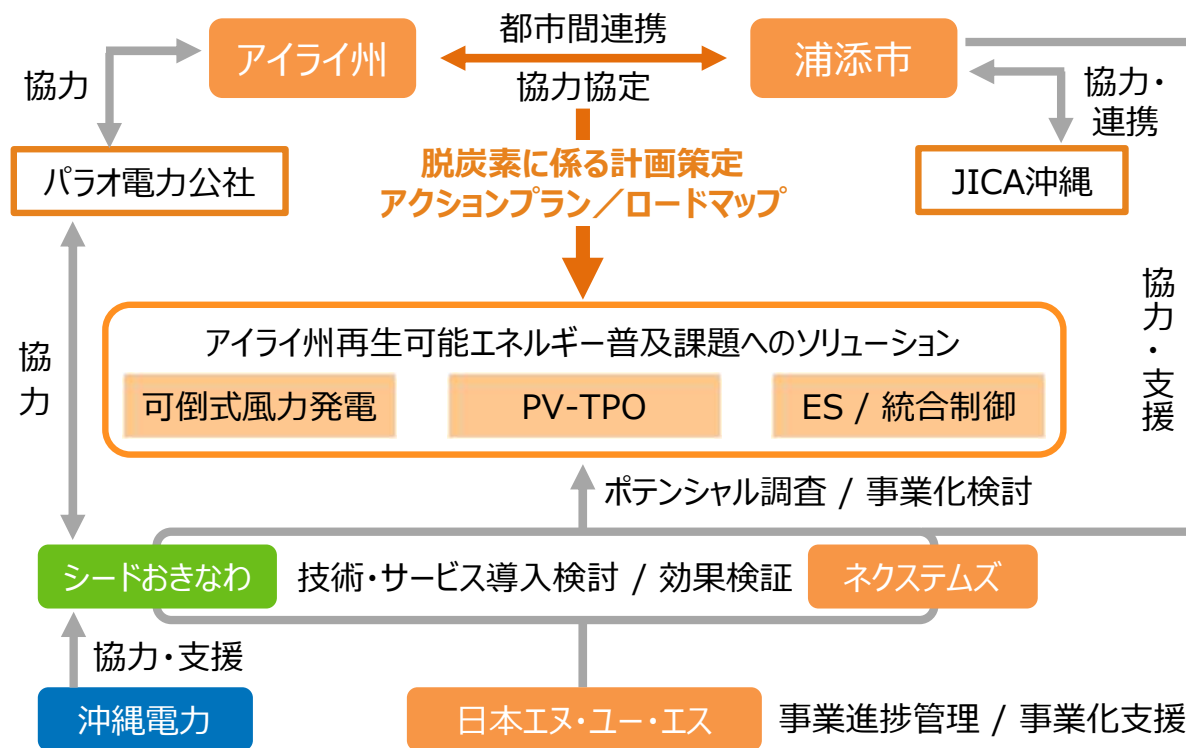 都市間連携
アイライ州
浦添市
協力
協力協定
協力・
連携
パラオ電力公社
脱炭素に係る計画策定
アクションプラン／ロードマップ
JICA沖縄
協力・支援
アイライ州再生可能エネルギー普及課題へのソリューション
協力
可倒式風力発電
PV-TPO
ES / 統合制御
ポテンシャル調査 / 事業化検討
シードおきなわ
技術・サービス導入検討 / 効果検証
ネクステムズ
協力・支援
沖縄電力
日本エヌ・ユー・エス
事業進捗管理 / 事業化支援